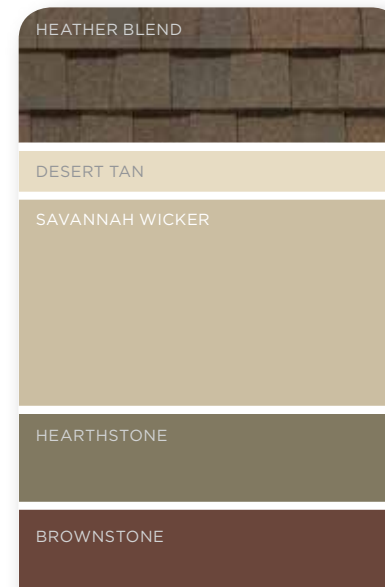 HEATHER BLEND
DESERT TAN
SAVANNAH WICKER
HEARTHSTONE
BROWNSTONE